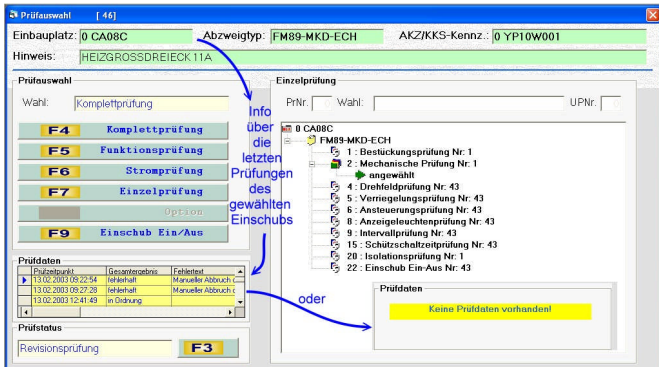 Prüfauswahl [ 46]
Einbauplatz: 0 CA08C Abzweigtyp: FM89-MKD-ECH AKZ/KKS-Kennz.: 0 YP10W001
Hinweis: HEIZGROSSDREIECK 11A
Prüfauswahl
Wahl: Komplettprüfung
F4 Komplettprüfung
F5 Funktionsprüfung
F6 Stromprüfung
F7 Einzelprüfung
Option
F9 Einschub Ein/Aus
Info
über
die
letzten
Prüfungen
des
gewählten
Einschubs
Einzelprüfung
PrNr. Wahl: UPNr.
0 CA08C
FM89-MKD-ECH
1 : Bestückungsprüfung Nr: 1
2 : Mechanische Prüfung Nr: 1
angewählt
4 : Drehfeldprüfung Nr: 43
5 : Verriegelungsprüfung Nr: 43
6 : Ansteuerungsprüfung Nr: 43
8 : Anzeigeleuchtenprüfung Nr: 43
9 : Intervallprüfung Nr: 43
15 : Schützschaltzeitprüfung Nr: 43
20 : Isolationsprüfung Nr: 1
22 : Einschub Ein-Aus Nr: 43
Prüfdaten
Prüfzeitpunkt Gesamtergebnis Fehlertext
13.02.2003 09:22:54 fehlerhaft Manueller Abbruch
13.02.2003 09:27:28 fehlerhaft Manueller Abbruch
13.02.2003 12:41:49 in Ordnung
oder
Prüfdaten
Keine Prüfdaten vorhanden!
Prüfstatus
Revisionsprüfung F3